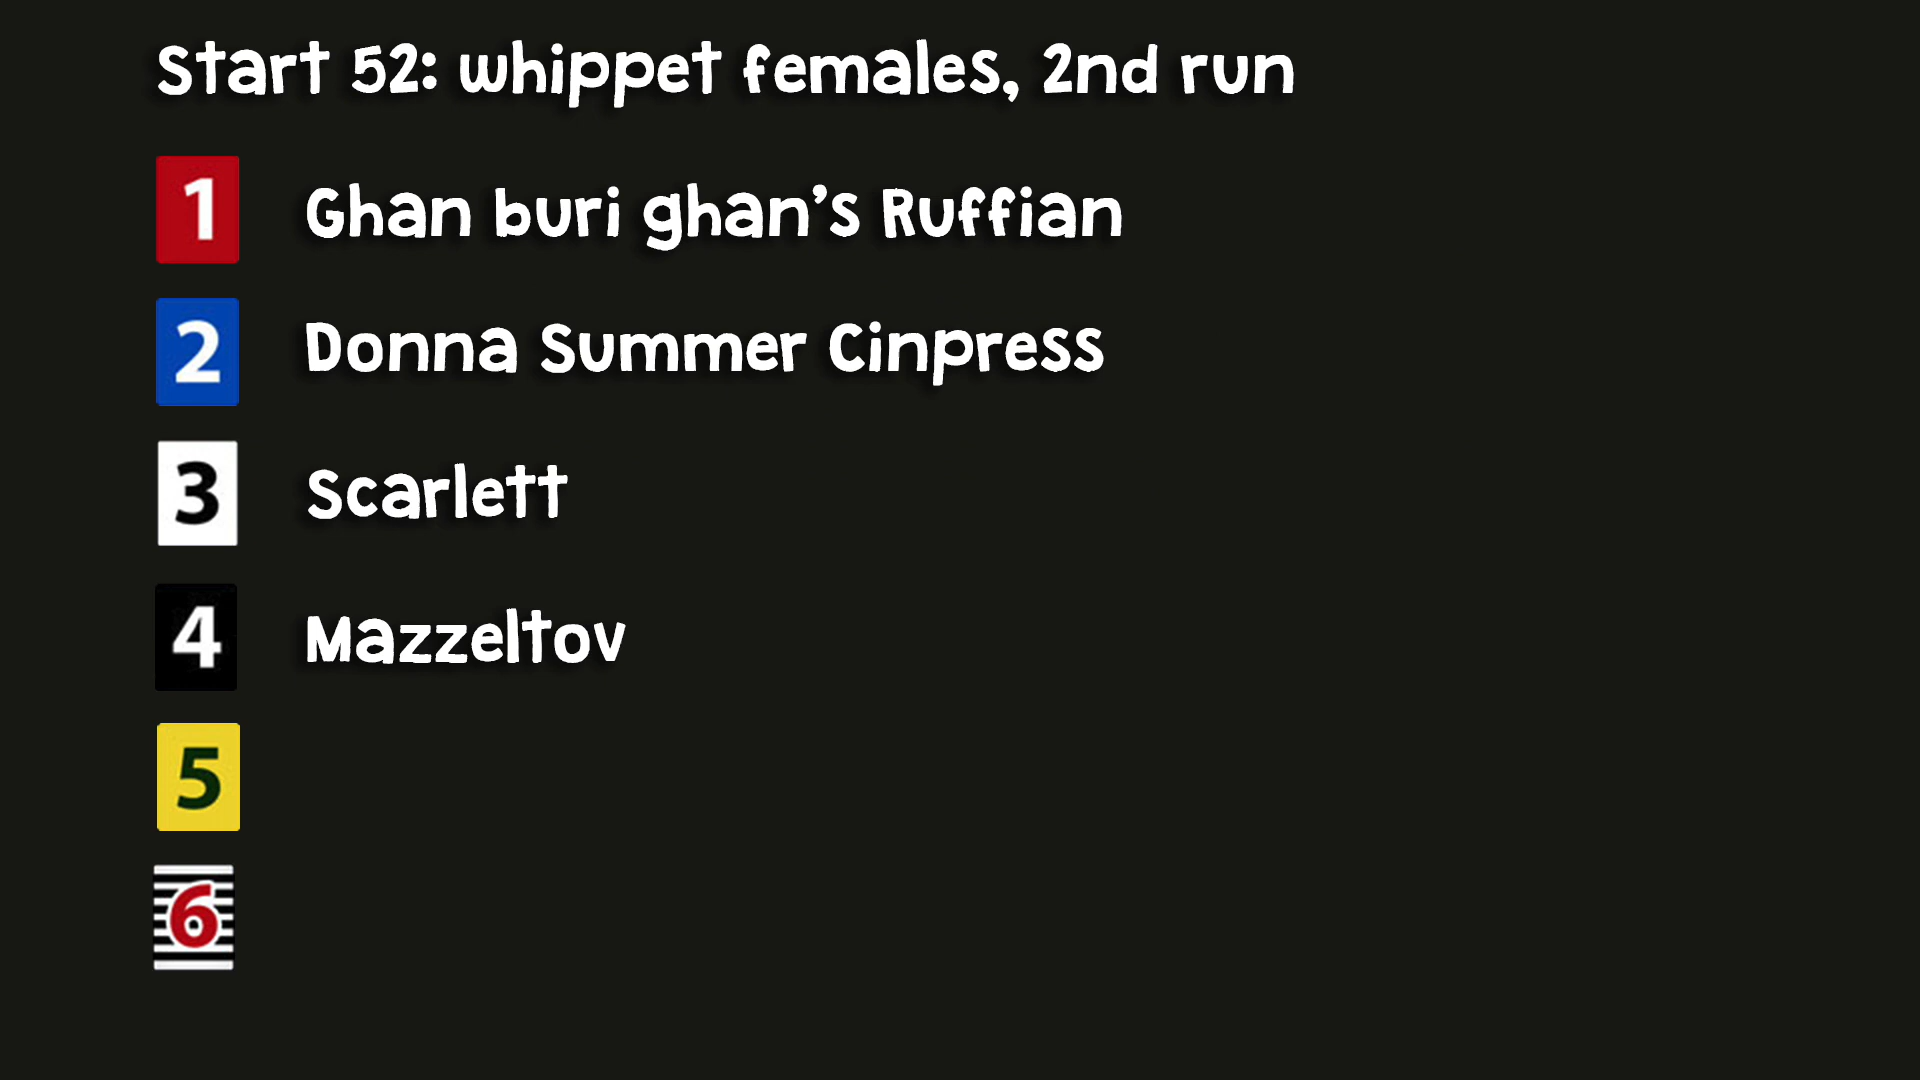 Start 52: whippet females, 2nd run
1 Ghan buri ghan's Ruffian
2 Donna Summer Cinpress
3 Scarlett
4 Mazzeltov
5
6